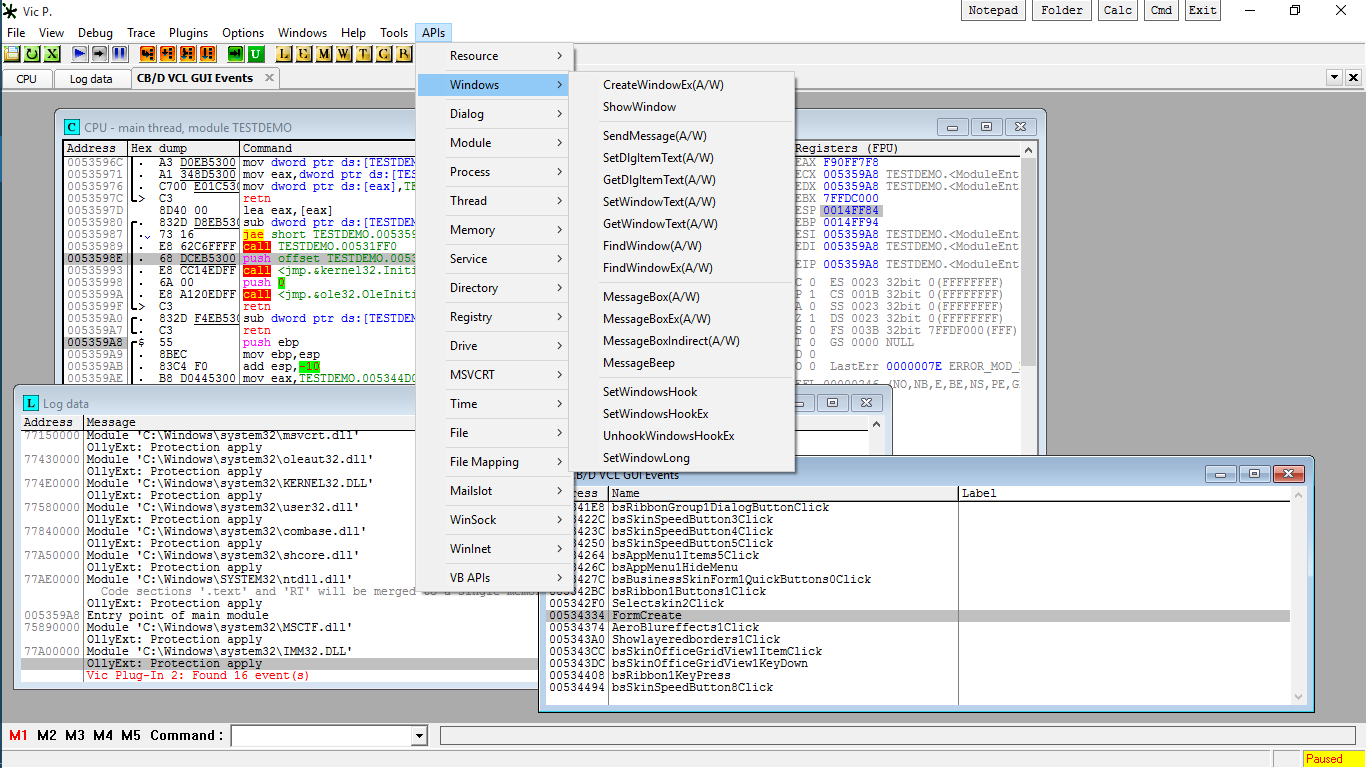 Vic P.
Notepad Folder Calc Cmd Exit
File View Debug Trace Plugins Options Windows Help Tools APIs
L E M W T C R
CPU Log data CB/D VCL GUI Events
CPU - main thread, module TESTDEMO
Address Hex dump Command
0053596C . A3 D0EB5300 mov dword ptr ds:[TESTDEM
00535971 . A1 348D5300 mov eax,dword ptr ds:[TES
00535976 . C700 E01C530 mov dword ptr ds:[eax],TE
0053597C > C3 retn
0053597D 8D40 00 lea eax,[eax]
00535980 . 832D D8EB530 sub dword ptr ds:[TESTDEM
00535987 . 73 16 jae short TESTDEMO.005359
00535989 . E8 62C6FFFF call TESTDEMO.00531FF0
0053598E . 68 DCEB5300 push offset TESTDEMO.0053
00535993 . E8 CC14EDFF call <jmp.&kernel32.Initi
00535998 . 6A 00 push 0
0053599A . E8 A120EDFF call <jmp.&ole32.OleIniti
0053599F > C3 retn
005359A0 . 832D F4EB530 sub dword ptr ds:[TESTDEM
005359A7 . C3 retn
005359A8 $ 55 push ebp
005359A9 . 8BEC mov ebp,esp
005359AB . 83C4 F0 add esp,-10
005359AE . B8 D0445300 mov eax,TESTDEMO.005344D0
Resource
Windows
Dialog
Module
Process
Thread
Memory
Service
Directory
Registry
Drive
MSVCRT
Time
File
File Mapping
Mailslot
WinSock
WinInet
VB APIs
CreateWindowEx(A/W)
ShowWindow
SendMessage(A/W)
SetDlgItemText(A/W)
GetDlgItemText(A/W)
SetWindowText(A/W)
GetWindowText(A/W)
FindWindow(A/W)
FindWindowEx(A/W)
MessageBox(A/W)
MessageBoxEx(A/W)
MessageBoxIndirect(A/W)
MessageBeep
SetWindowsHook
SetWindowsHookEx
UnhookWindowsHookEx
SetWindowLong
Registers (FPU)
EAX F90FF7F8
ECX 005359A8 TESTDEMO.<ModuleEnt
EDX 005359A8 TESTDEMO.<ModuleEnt
EBX 7FFDC000
ESP 0014FF84
EBP 0014FF94
ESI 005359A8 TESTDEMO.<ModuleEnt
EDI 005359A8 TESTDEMO.<ModuleEnt
EIP 005359A8 TESTDEMO.<ModuleEnt
C 0 ES 0023 32bit 0(FFFFFFFF)
P 1 CS 001B 32bit 0(FFFFFFFF)
A 0 SS 0023 32bit 0(FFFFFFFF)
Z 1 DS 0023 32bit 0(FFFFFFFF)
S 0 FS 003B 32bit 7FFDF000(FFF)
T 0 GS 0000 NULL
D 0
O 0 LastErr 0000007E ERROR_MOD_
EFL 00000246 (NO,NB,E,BE,NS,PE,G
Log data
Address Message
77150000 Module 'C:\Windows\system32\msvcrt.dll'
OllyExt: Protection apply
77430000 Module 'C:\Windows\system32\oleaut32.dll'
OllyExt: Protection apply
774E0000 Module 'C:\Windows\system32\KERNEL32.DLL'
OllyExt: Protection apply
77580000 Module 'C:\Windows\system32\user32.dll'
OllyExt: Protection apply
77840000 Module 'C:\Windows\system32\combase.dll'
OllyExt: Protection apply
77A50000 Module 'C:\Windows\system32\shcore.dll'
OllyExt: Protection apply
77AE0000 Module 'C:\Windows\SYSTEM32\ntdll.dll'
Code sections '.text' and 'RT' will be merged to a single memo
OllyExt: Protection apply
005359A8 Entry point of main module
75890000 Module 'C:\Windows\system32\MSCTF.dll'
OllyExt: Protection apply
77A00000 Module 'C:\Windows\system32\IMM32.DLL'
OllyExt: Protection apply
OllyExt: Protection apply
Vic Plug-In 2: Found 16 event(s)
CB/D VCL GUI Events
ress Name Label
341E8 bsRibbonGroup1DialogButtonClick
3422C bsSkinSpeedButton3Click
3423C bsSkinSpeedButton4Click
34250 bsSkinSpeedButton5Click
34264 bsAppMenu1Items5Click
3426C bsAppMenu1HideMenu
3427C bsBusinessSkinForm1QuickButtons0Click
005342BC bsRibbon1Buttons1Click
005342F0 Selectskin2Click
00534334 FormCreate
00534374 AeroBlureffects1Click
005343A0 Showlayeredborders1Click
005343CC bsSkinOfficeGridView1ItemClick
005343DC bsSkinOfficeGridView1KeyDown
00534408 bsRibbon1KeyPress
00534494 bsSkinSpeedButton8Click
M1 M2 M3 M4 M5 Command :
Paused